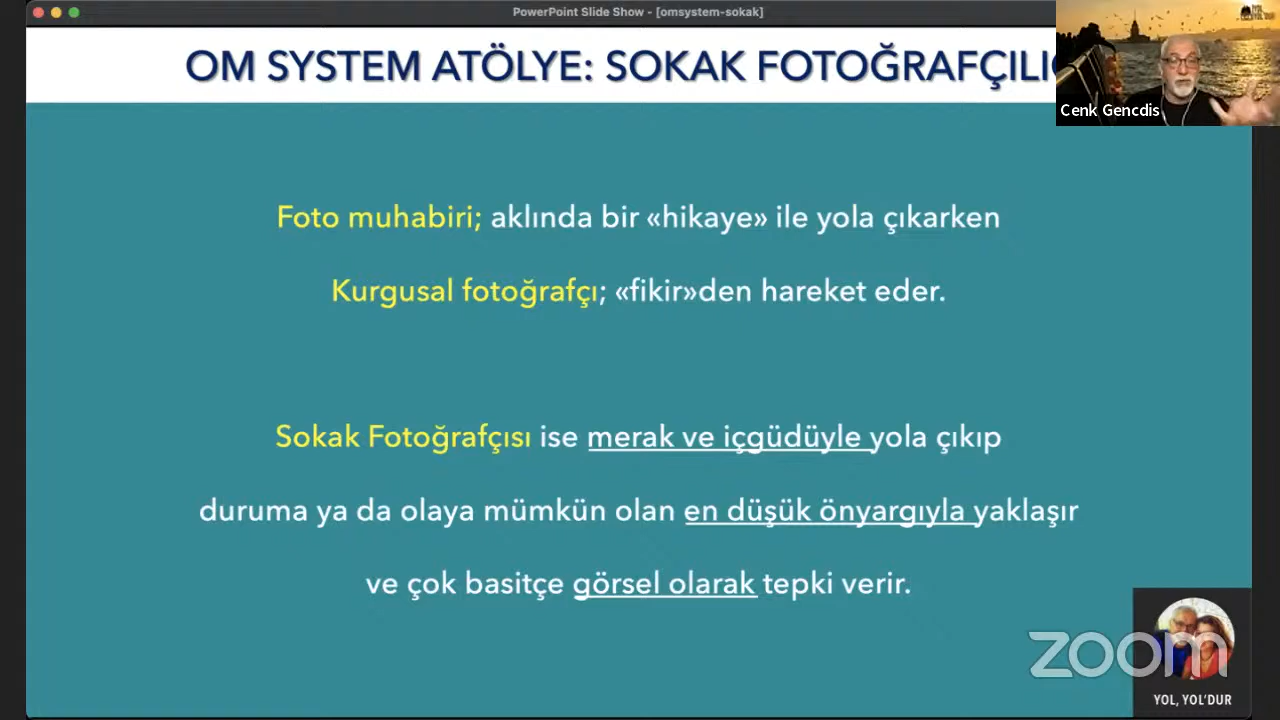 PowerPoint Slide Show - [omsystem-sokak]
OM SYSTEM ATÖLYE: SOKAK
Cenk Gencdis
Foto muhabiri; aklında bir «hikaye» ile yola çıkarken
Kurgusal fotoğrafçı; «fikir»den hareket eder.
Sokak Fotoğrafçısı ise merak ve içgüdüyle yola çıkıp
duruma ya da olaya mümkün olan en düşük önyargıyla yaklaşır
ve çok basitçe görsel olarak tepki verir.
zoom
YOL, YOL'DUR